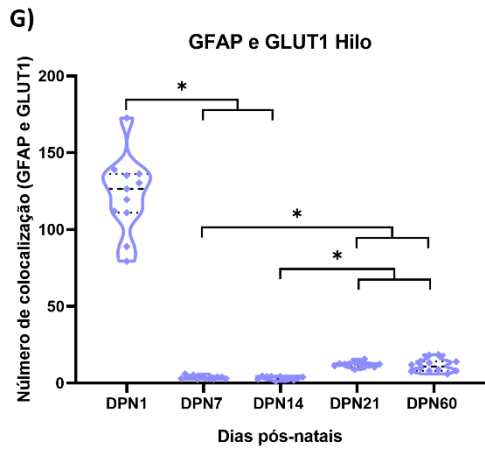 G)
GFAP e GLUT1 Hilo
Núlmero de colocalização (GFAP e GLUT1)
200
150
100
50
0
*
*
*
DPN1 DPN7 DPN14 DPN21 DPN60
Dias pós-natais